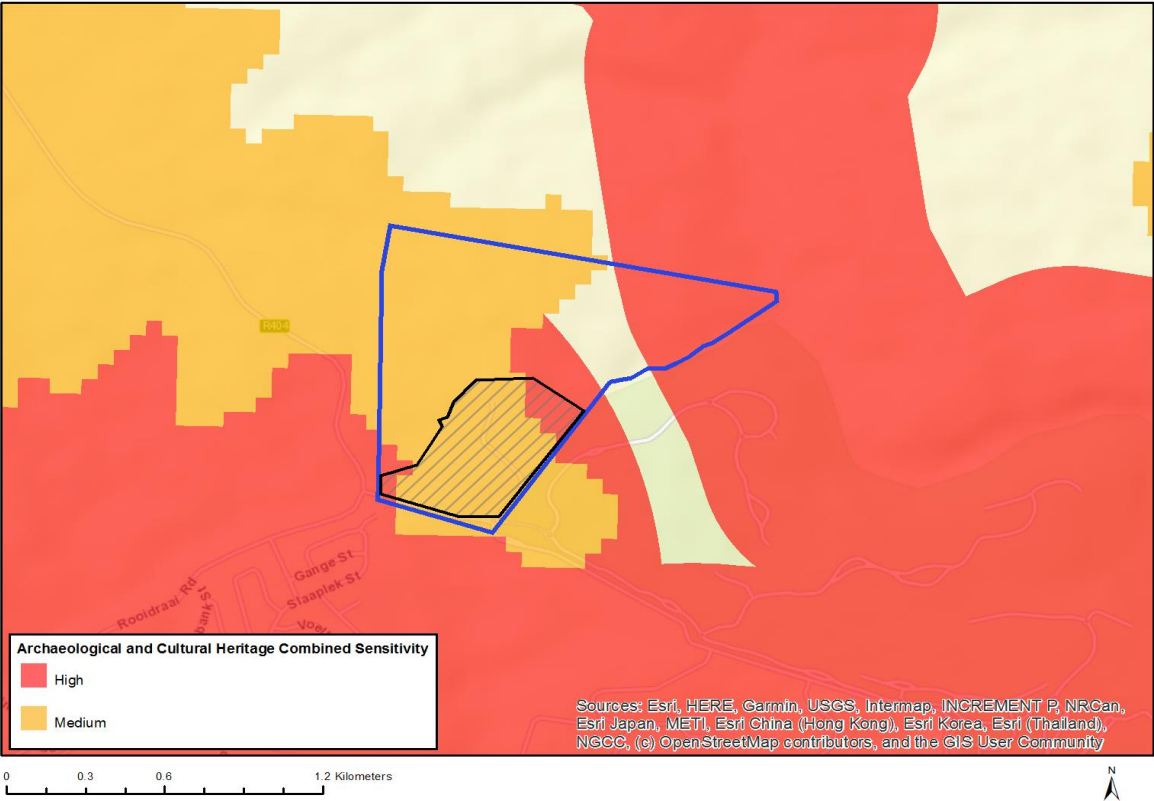 R404
Gange St
Staaplek St
Rooidraai Rd
bank St
Archaeological and Cultural Heritage Combined Sensitivity
High
Medium
Sources: Esri, HERE, Garmin, USGS, Intermap, INCREMENT P, NRCan,
Esri Japan, METI, Esri China (Hong Kong), Esri Korea, Esri (Thailand),
NGCC, (c) OpenStreetMap contributors, and the GIS User Community
0 0.3 0.6 1.2 Kilometers
N